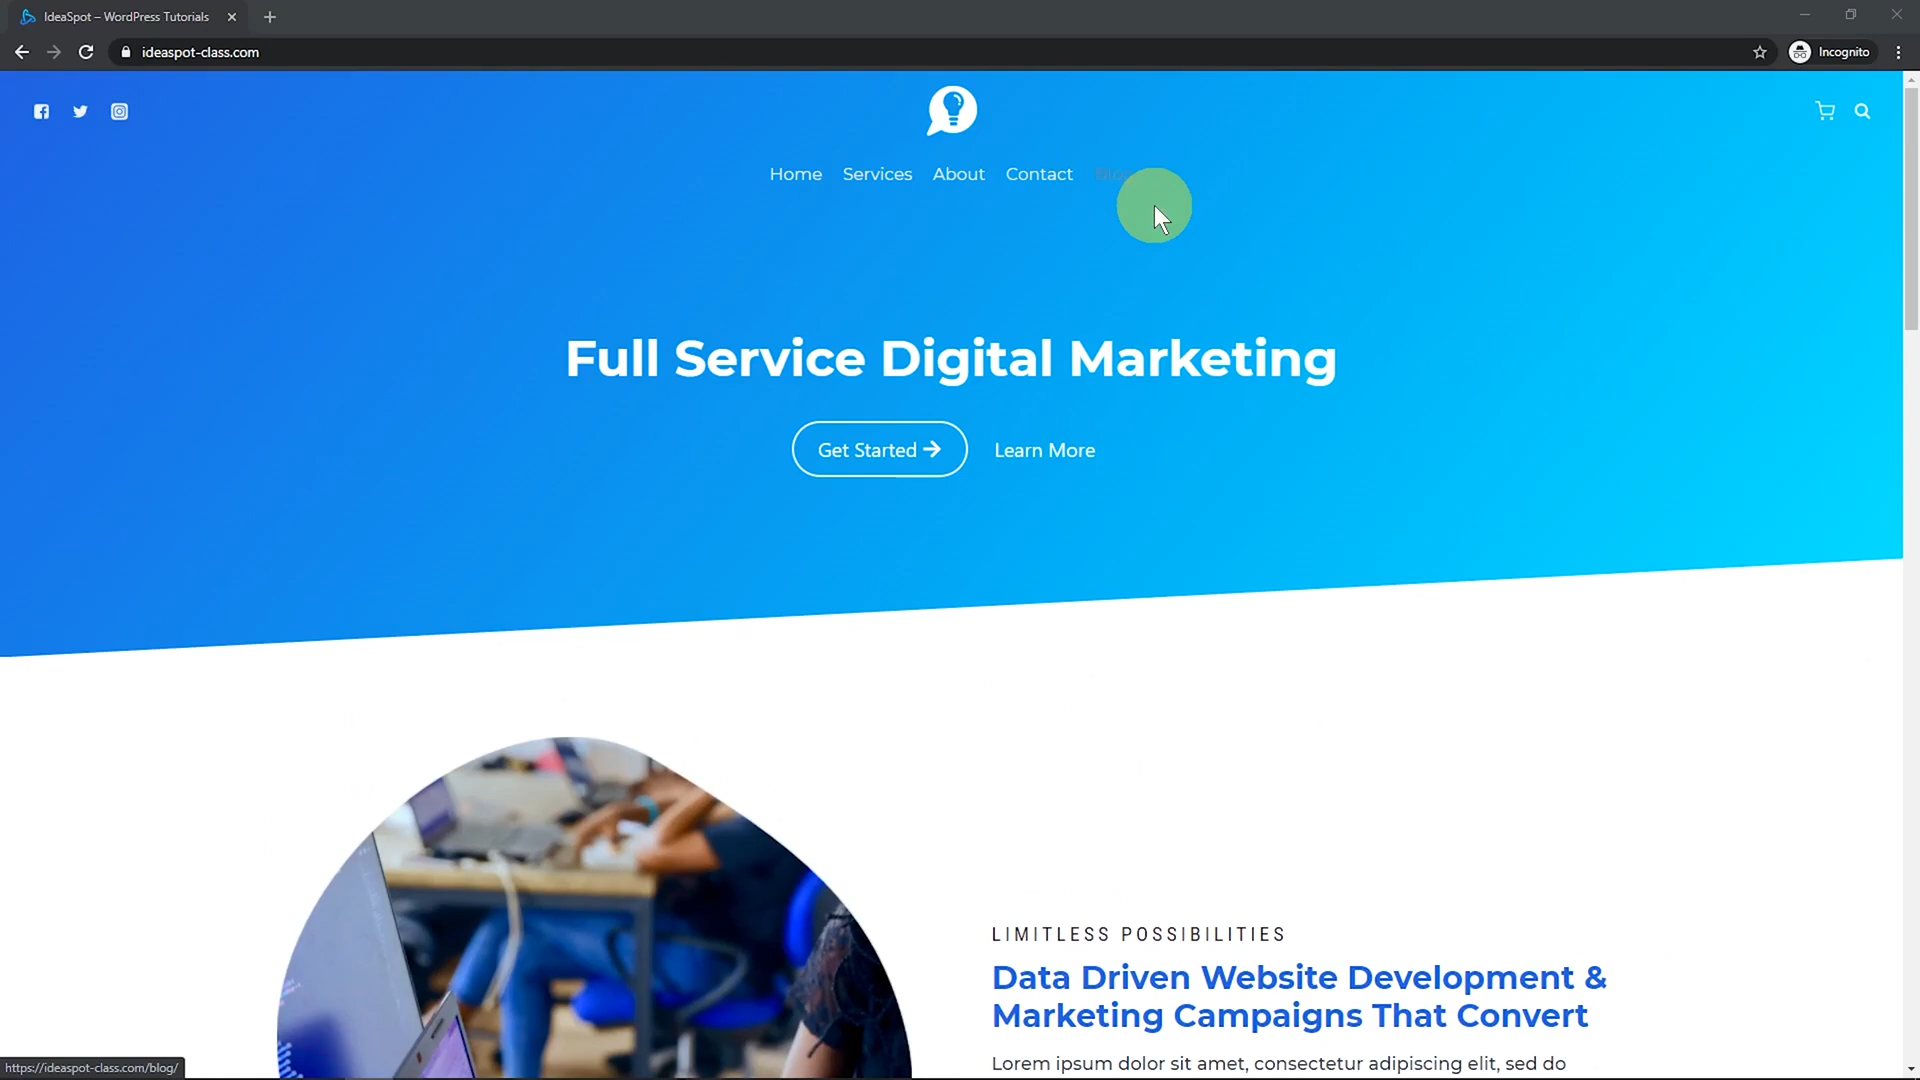 IdeaSpot – WordPress Tutorials
ideaspot-class.com
Incognito
Home Services About Contact Blog
Full Service Digital Marketing
Get Started → Learn More
LIMITLESS POSSIBILITIES
Data Driven Website Development &
Marketing Campaigns That Convert
Lorem ipsum dolor sit amet, consectetur adipiscing elit, sed do
https://ideaspot-class.com/blog/